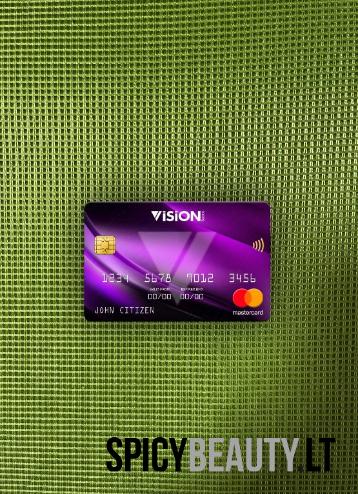 VISION
1234 5678 9012 3456
00/00 00/00
JOHN CITIZEN
mastercard
SPICYBEAUTY.LT